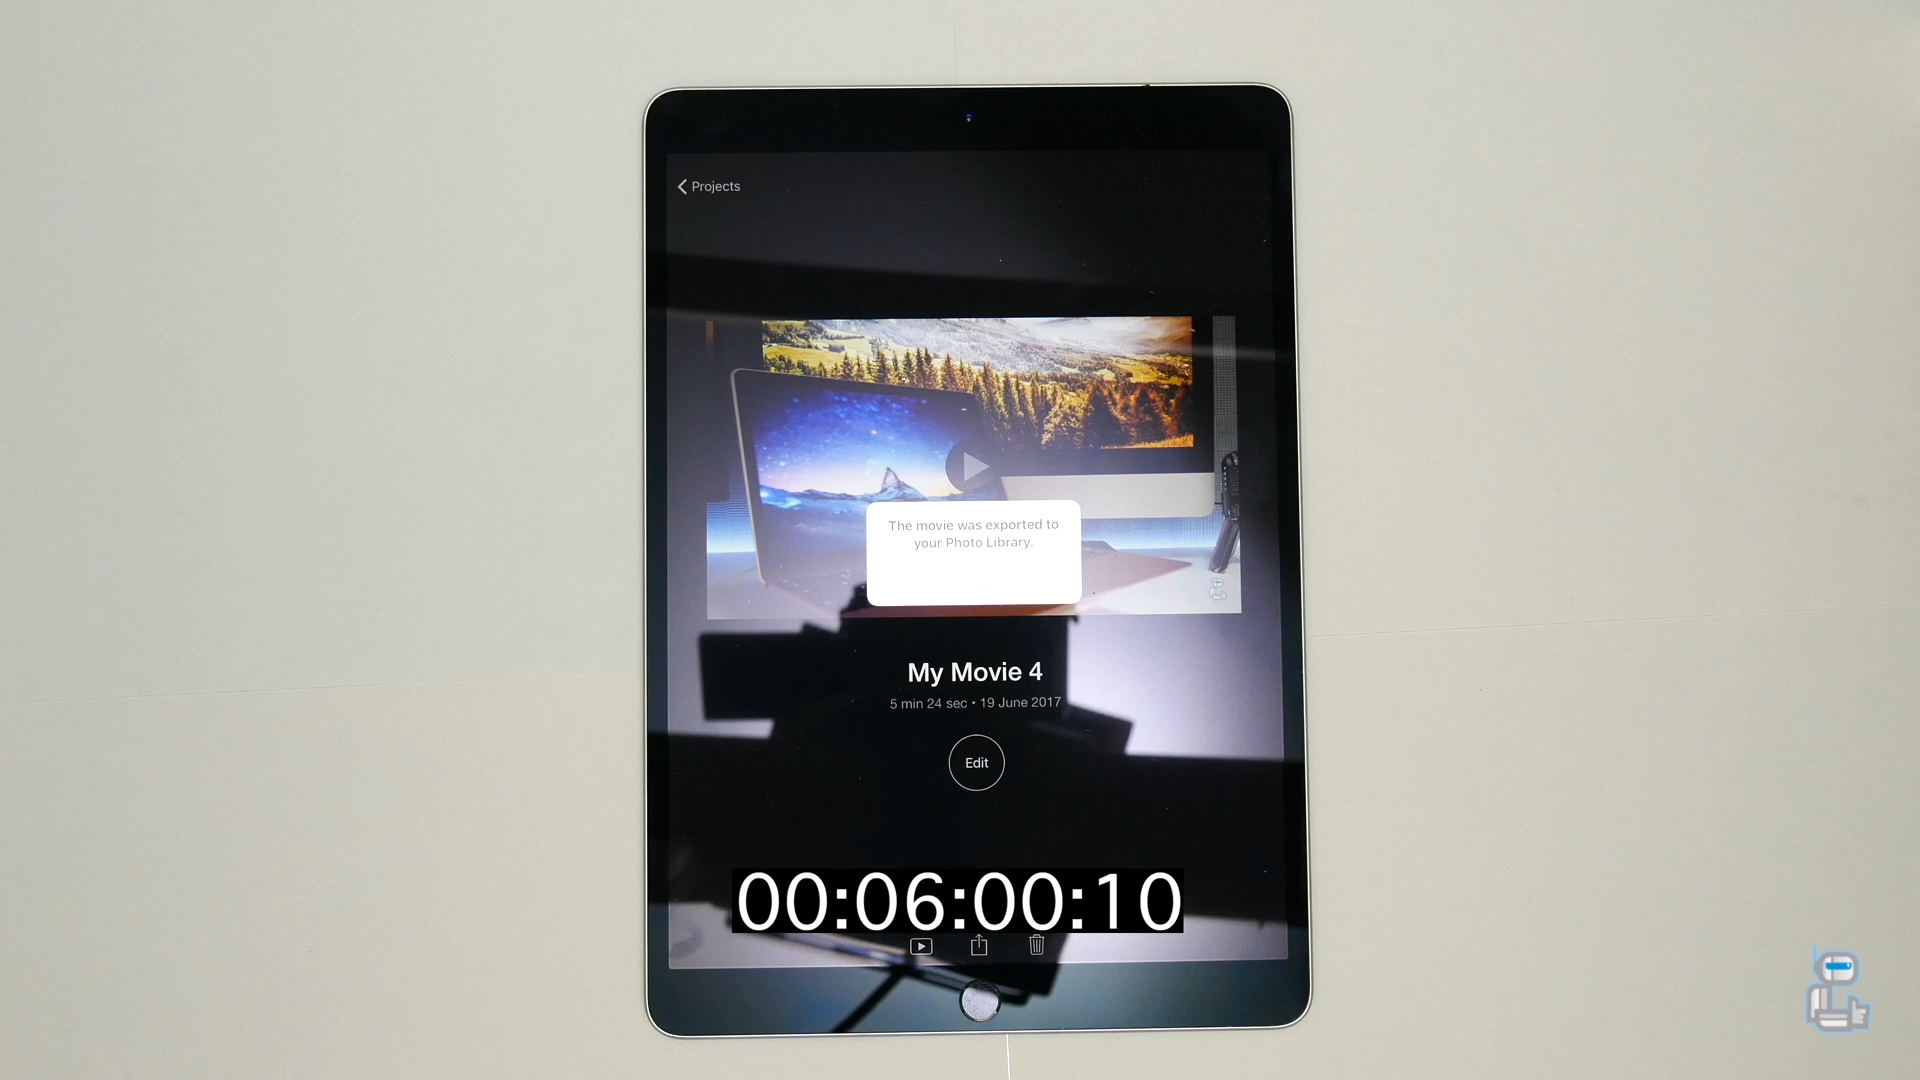 Projects
The movie was exported to
your Photo Library.
My Movie 4
5 min 24 sec • 19 June 2017
Edit
00:06:00:10